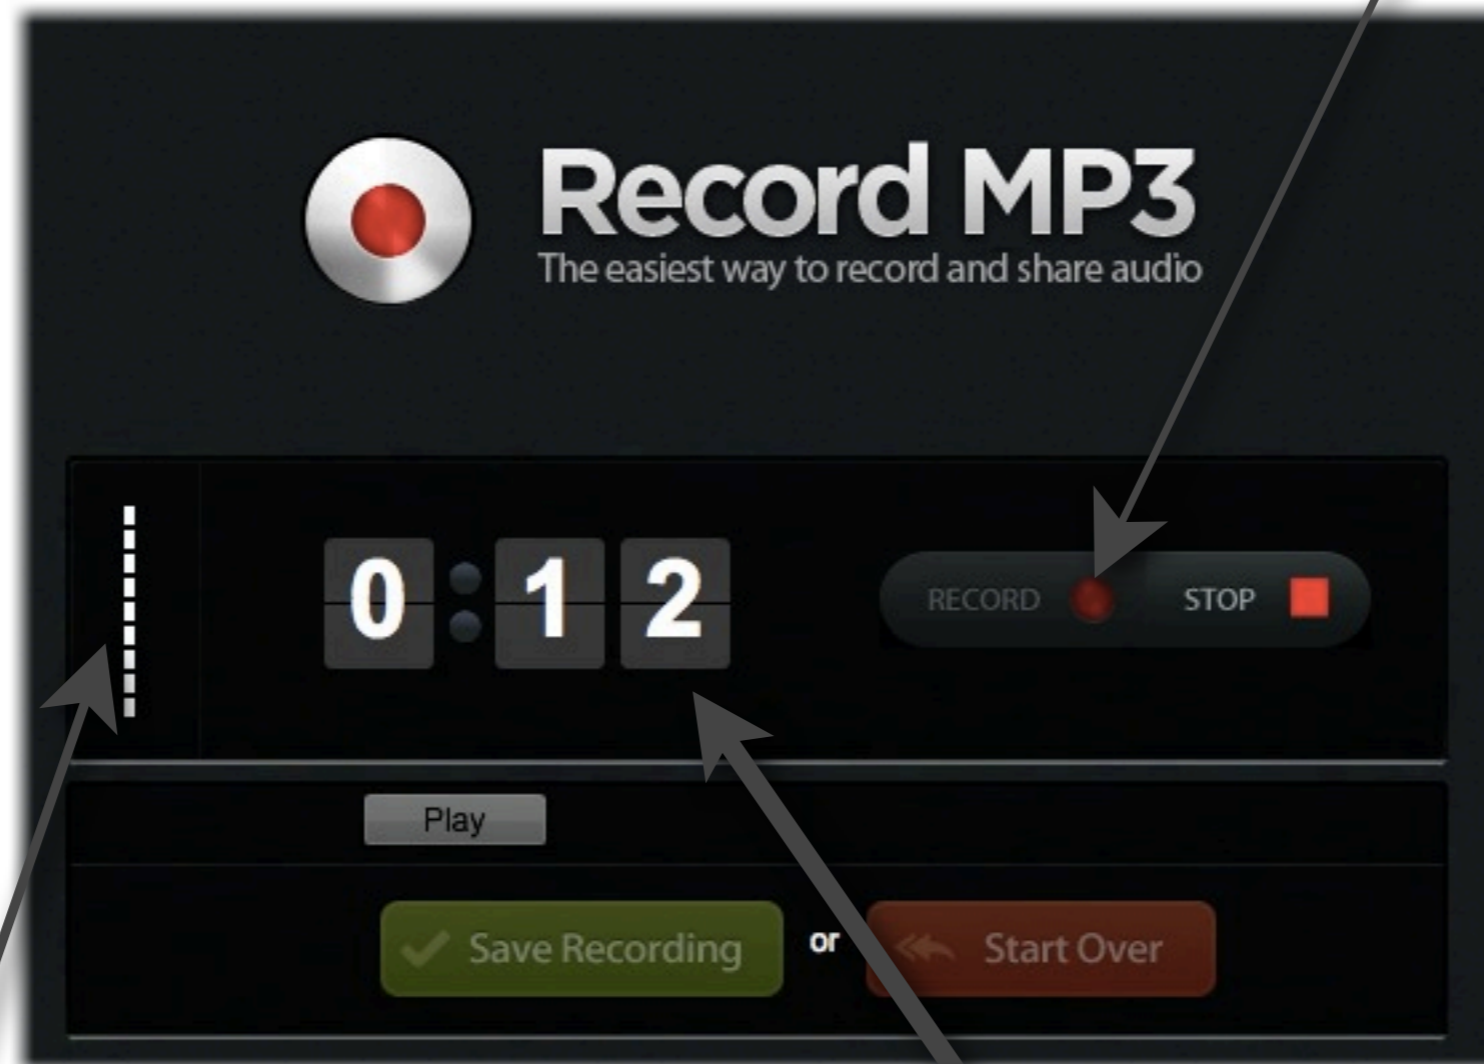 Record MP3
The easiest way to record and share audio
0:12
RECORD STOP
Play
Save Recording or Start Over